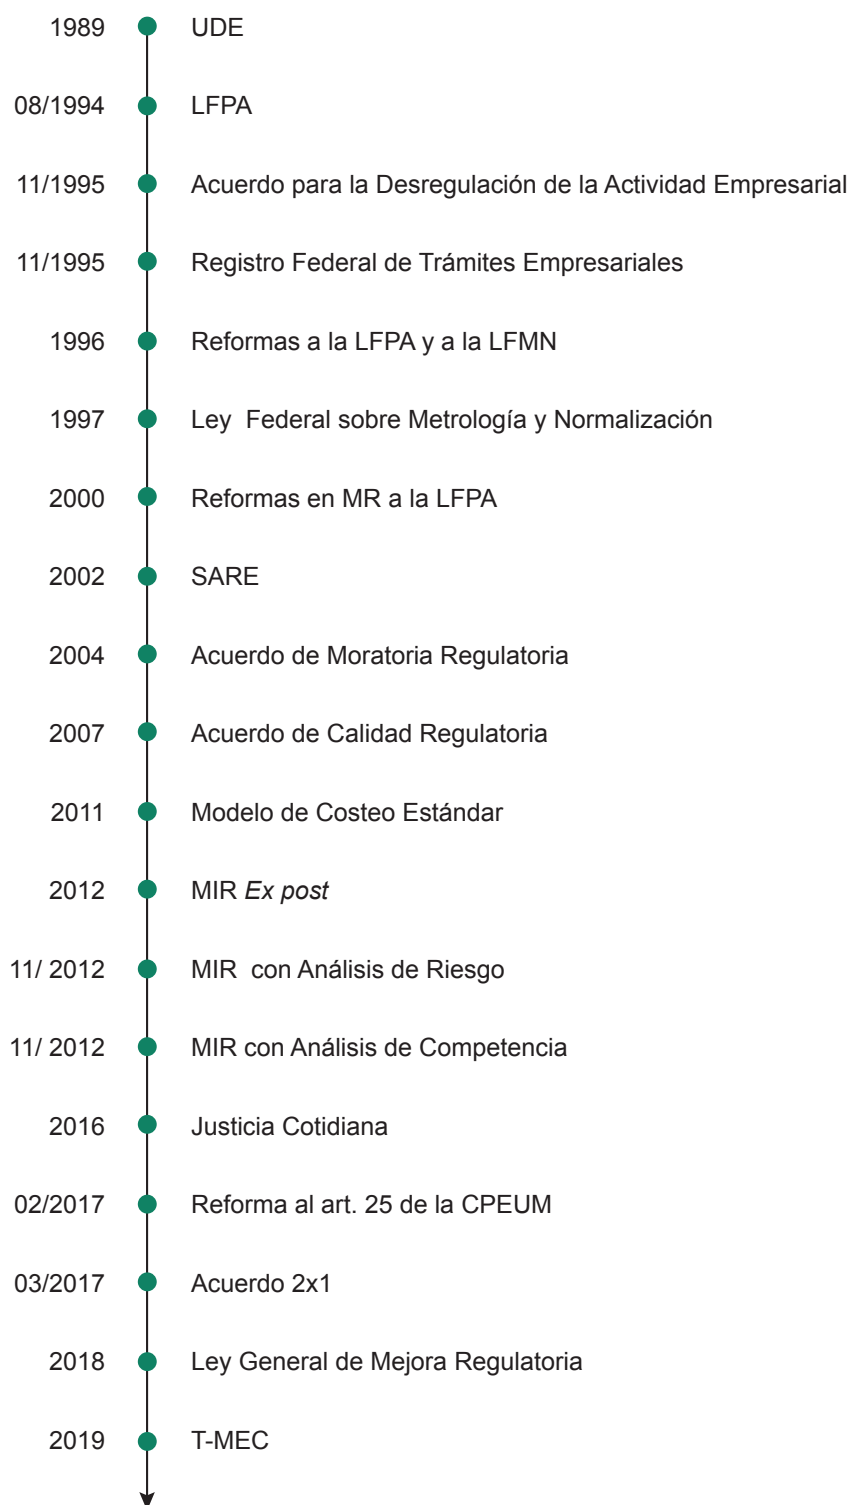 1989 UDE
08/1994 LFPA
11/1995 Acuerdo para la Desregulación de la Actividad Empresarial
11/1995 Registro Federal de Trámites Empresariales
1996 Reformas a la LFPA y a la LFMN
1997 Ley  Federal sobre Metrología y Normalización
2000 Reformas en MR a la LFPA
2002 SARE
2004 Acuerdo de Moratoria Regulatoria
2007 Acuerdo de Calidad Regulatoria
2011 Modelo de Costeo Estándar
2012 MIR Ex post
11/ 2012 MIR  con Análisis de Riesgo
11/ 2012 MIR con Análisis de Competencia
2016 Justicia Cotidiana
02/2017 Reforma al art. 25 de la CPEUM
03/2017 Acuerdo 2x1
2018 Ley General de Mejora Regulatoria
2019 T-MEC